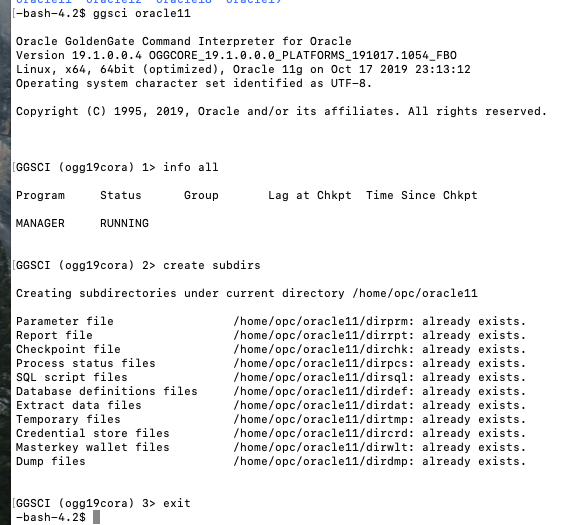 [-bash-4.2$ ggsci oracle11
Oracle GoldenGate Command Interpreter for Oracle
Version 19.1.0.0.4 OGGCORE_19.1.0.0.0_PLATFORMS_191017.1054_FBO
Linux, x64, 64bit (optimized), Oracle 11g on Oct 17 2019 23:13:12
Operating system character set identified as UTF-8.
Copyright (C) 1995, 2019, Oracle and/or its affiliates. All rights reserved.
[GGSCI (ogg19cora) 1> info all
Program     Status      Group       Lag at Chkpt  Time Since Chkpt
MANAGER     RUNNING
[GGSCI (ogg19cora) 2> create subdirs
Creating subdirectories under current directory /home/opc/oracle11
Parameter file                 /home/opc/oracle11/dirprm: already exists.
Report file                    /home/opc/oracle11/dirrpt: already exists.
Checkpoint file                /home/opc/oracle11/dirchk: already exists.
Process status files           /home/opc/oracle11/dirpcs: already exists.
SQL script files               /home/opc/oracle11/dirsql: already exists.
Database definitions files     /home/opc/oracle11/dirdef: already exists.
Extract data files             /home/opc/oracle11/dirdat: already exists.
Temporary files                /home/opc/oracle11/dirtmp: already exists.
Credential store files         /home/opc/oracle11/dircrd: already exists.
Masterkey wallet files         /home/opc/oracle11/dirwlt: already exists.
Dump files                     /home/opc/oracle11/dirdmp: already exists.
[GGSCI (ogg19cora) 3> exit
-bash-4.2$